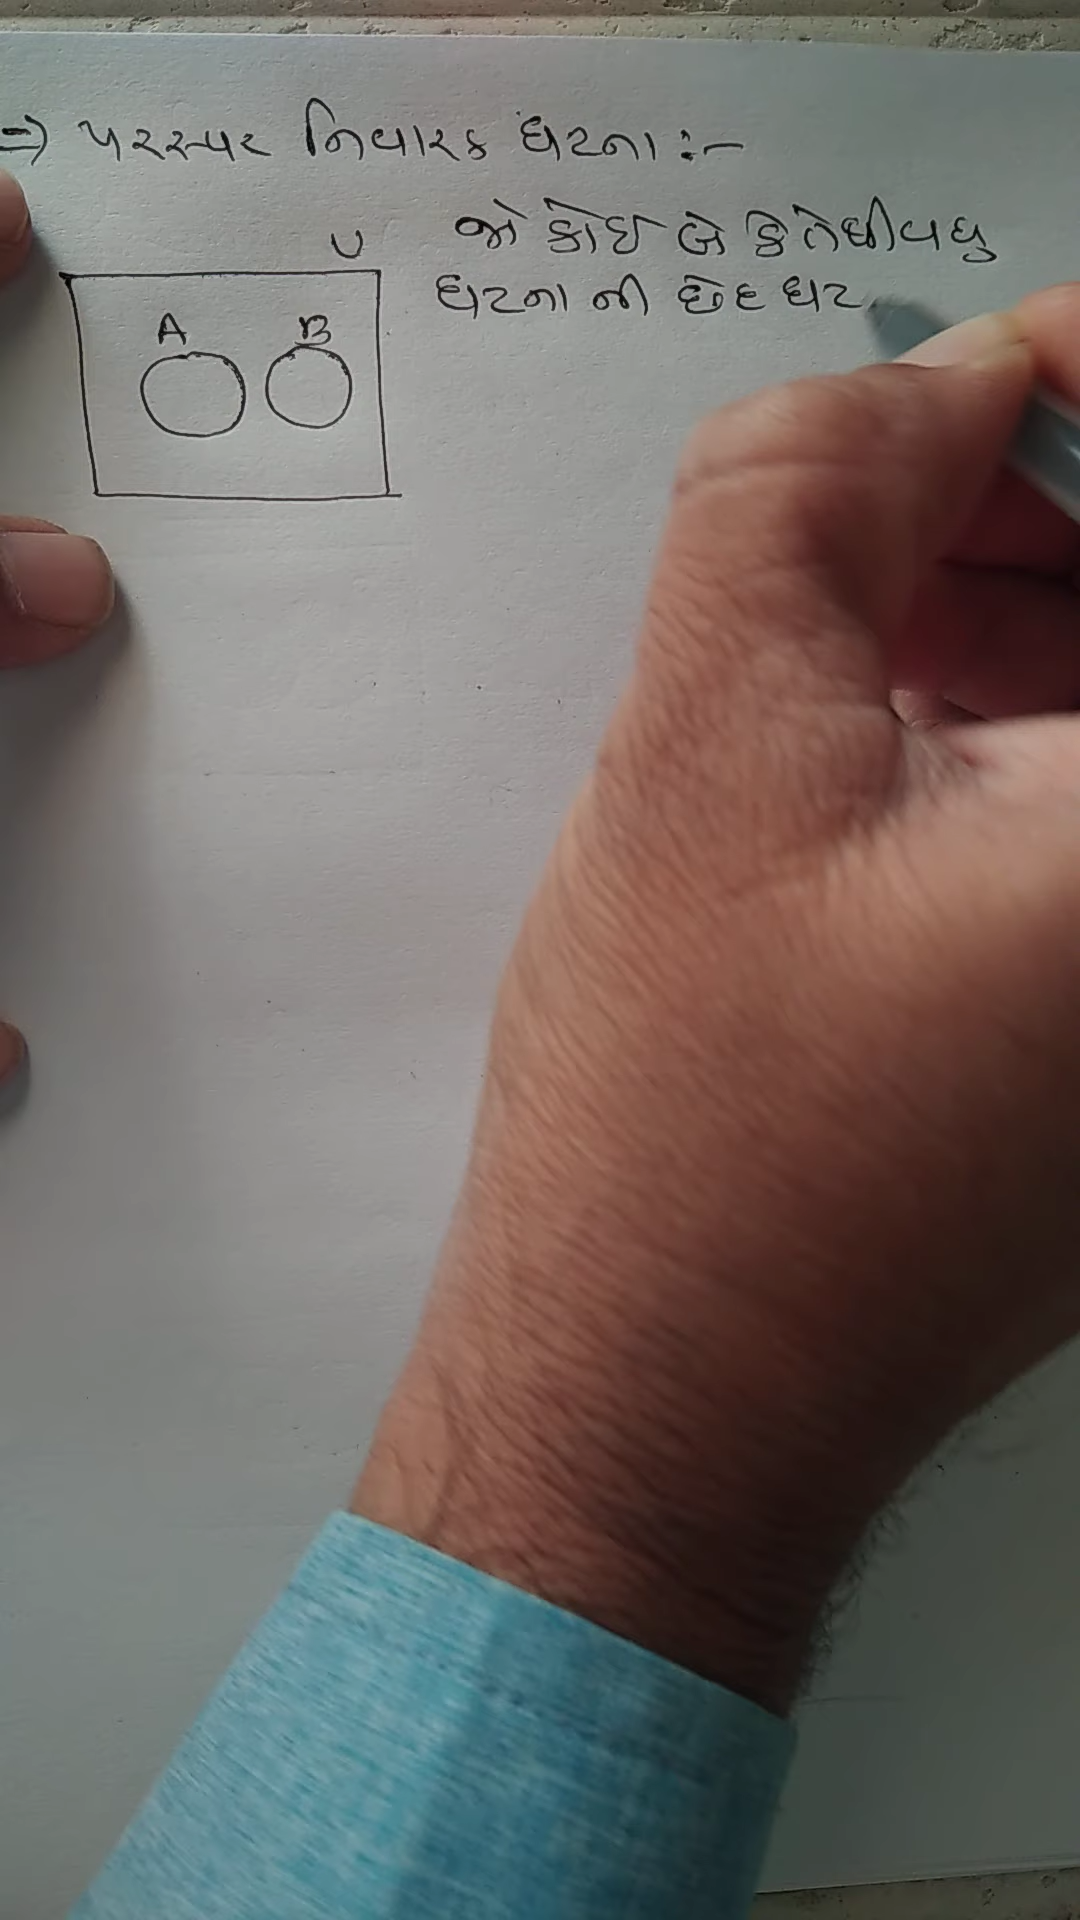 => પરસ્પર નિવારક ઘટના :-
U
A B
જો કોઈ બે કે તેથી વધુ
ઘટના ની છેદ ઘટ